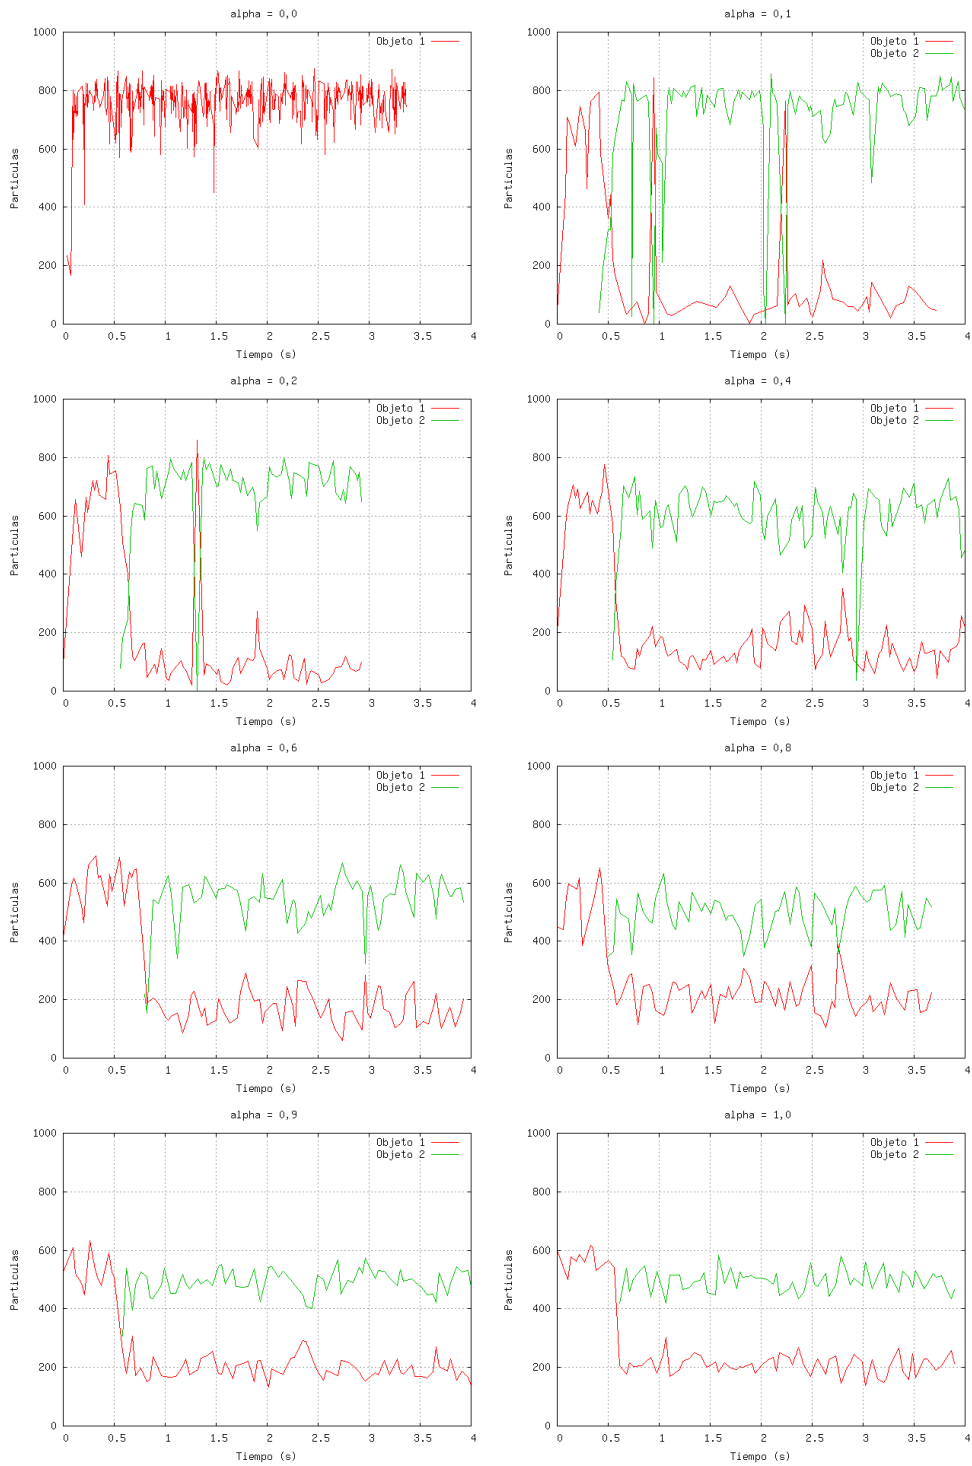 alpha = 0,0
1000
800
600
400
200
0
Particulas
Objeto 1
0 0.5 1 1.5 2 2.5 3 3.5 4
Tiempo (s)
alpha = 0,1
1000
800
600
400
200
0
Particulas
Objeto 1
Objeto 2
0 0.5 1 1.5 2 2.5 3 3.5 4
Tiempo (s)
alpha = 0,2
1000
800
600
400
200
0
Particulas
Objeto 1
Objeto 2
0 0.5 1 1.5 2 2.5 3 3.5 4
Tiempo (s)
alpha = 0,4
1000
800
600
400
200
0
Particulas
Objeto 1
Objeto 2
0 0.5 1 1.5 2 2.5 3 3.5 4
Tiempo (s)
alpha = 0,6
1000
800
600
400
200
0
Particulas
Objeto 1
Objeto 2
0 0.5 1 1.5 2 2.5 3 3.5 4
Tiempo (s)
alpha = 0,8
1000
800
600
400
200
0
Particulas
Objeto 1
Objeto 2
0 0.5 1 1.5 2 2.5 3 3.5 4
Tiempo (s)
alpha = 0,9
1000
800
600
400
200
0
Particulas
Objeto 1
Objeto 2
0 0.5 1 1.5 2 2.5 3 3.5 4
Tiempo (s)
alpha = 1,0
1000
800
600
400
200
0
Particulas
Objeto 1
Objeto 2
0 0.5 1 1.5 2 2.5 3 3.5 4
Tiempo (s)